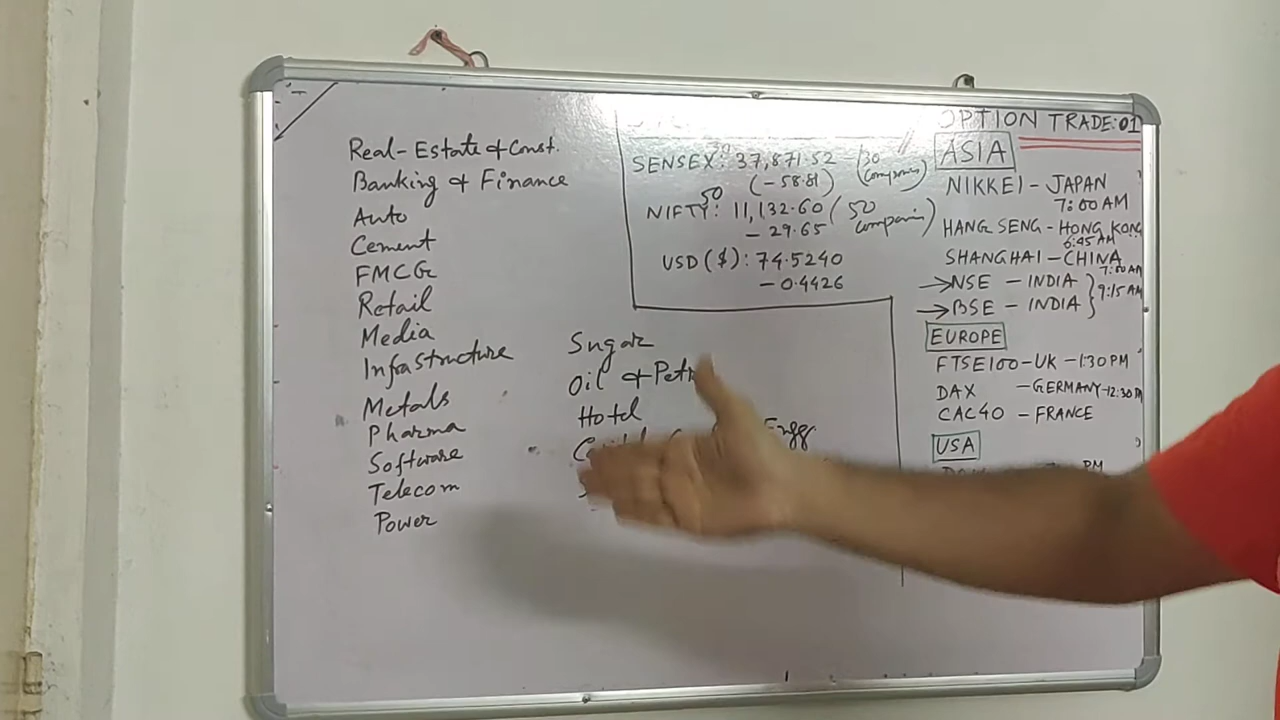 Real-Estate & Const.
Banking & Finance
Auto
Cement
FMCG
Retail
Media
Infrastructure
Metals
Pharma
Software
Telecom
Power
Sugar
Oil & Petr
Hotel
Engg.
SENSEX: 30 37,871.52 - (30 companies)
(-58.81)
NIFTY: 50 11,132.60 (50 companies)
- 29.65
USD ($): 74.5240
- 0.4426
OPTION TRADE:01
ASIA
NIKKEI - JAPAN
7:00 AM
HANG SENG - HONG KONG
6:45 AM
SHANGHAI - CHINA
7:00 AM
→ NSE - INDIA
→ BSE - INDIA } 9:15 AM
EUROPE
FTSE100 - UK - 1:30 PM
DAX - GERMANY - 12:30 PM
CAC40 - FRANCE
USA
PM